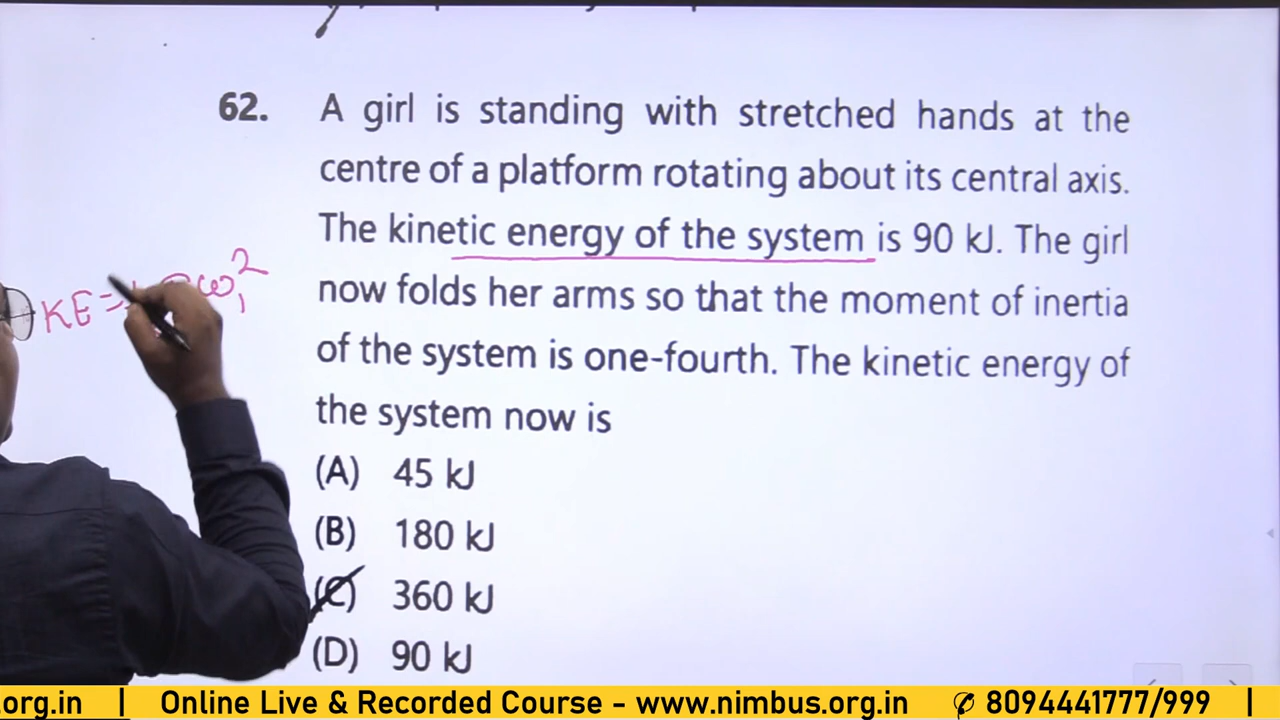 62. A girl is standing with stretched hands at the
centre of a platform rotating about its central axis.
The kinetic energy of the system is 90 kJ. The girl
now folds her arms so that the moment of inertia
of the system is one-fourth. The kinetic energy of
the system now is
(A) 45 kJ
(B) 180 kJ
(C) 360 kJ
(D) 90 kJ
KE=
ω₁²
.org.in | Online Live & Recorded Course - www.nimbus.org.in ✆ 8094441777/999 |